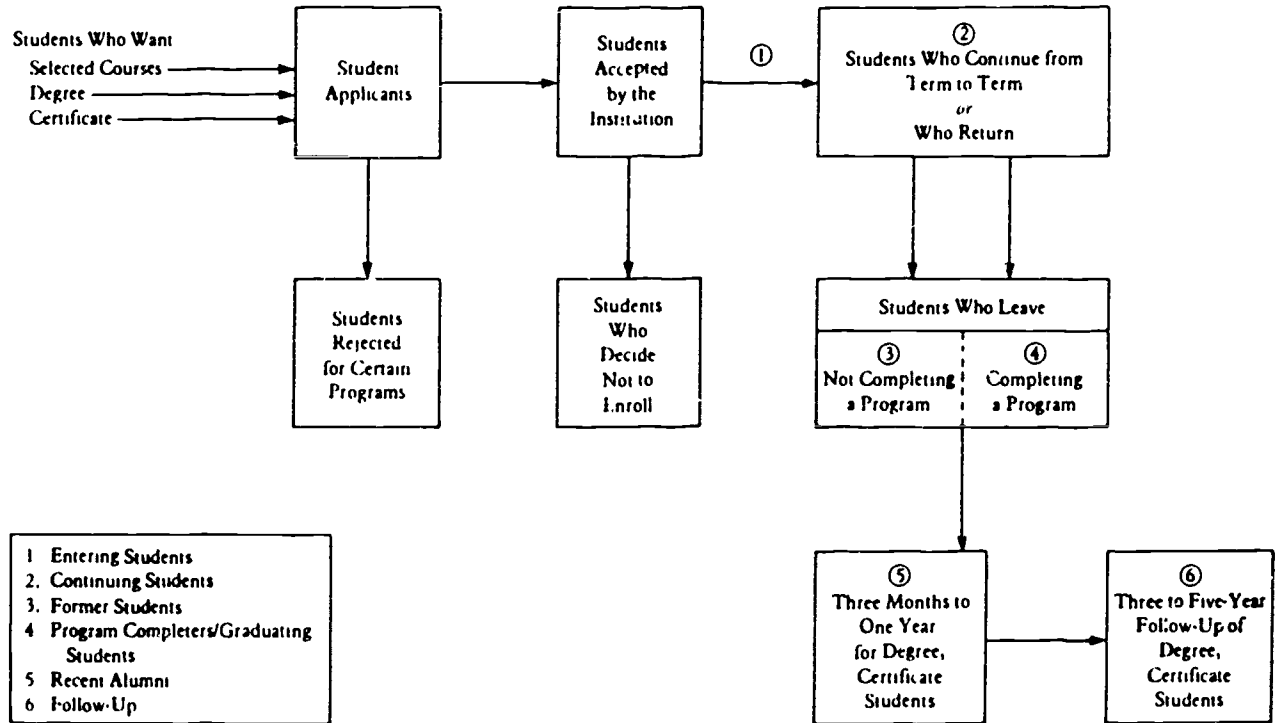 Students Who Want
Selected Courses
Degree
Certificate
Student
Applicants
Students
Accepted
by the
Institution
①
②
Students Who Continue from
Term to Term
or
Who Return
Students
Rejected
for Certain
Programs
Students
Who
Decide
Not to
Enroll
Students Who Leave
③
Not Completing
a Program
④
Completing
a Program
1 Entering Students
2. Continuing Students
3. Former Students
4 Program Completers/Graduating
Students
5 Recent Alumni
6 Follow-Up
⑤
Three Months to
One Year
for Degree,
Certificate
Students
⑥
Three to Five-Year
Follow-Up of
Degree,
Certificate
Students